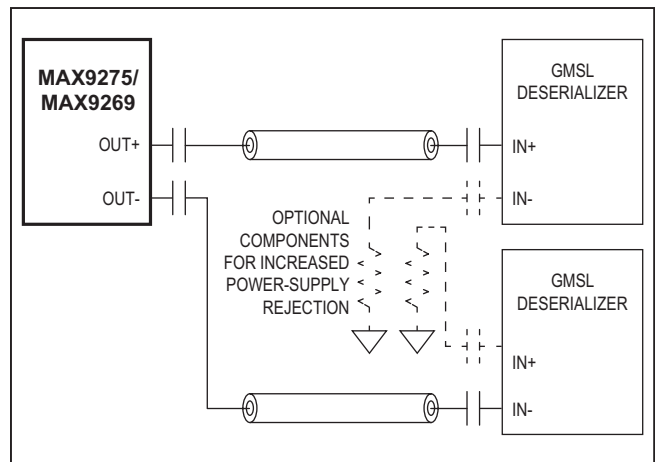 MAX9275/
MAX9269
OUT+
OUT-
GMSL
DESERIALIZER
IN+
IN-
OPTIONAL
COMPONENTS
FOR INCREASED
POWER-SUPPLY
REJECTION
GMSL
DESERIALIZER
IN+
IN-